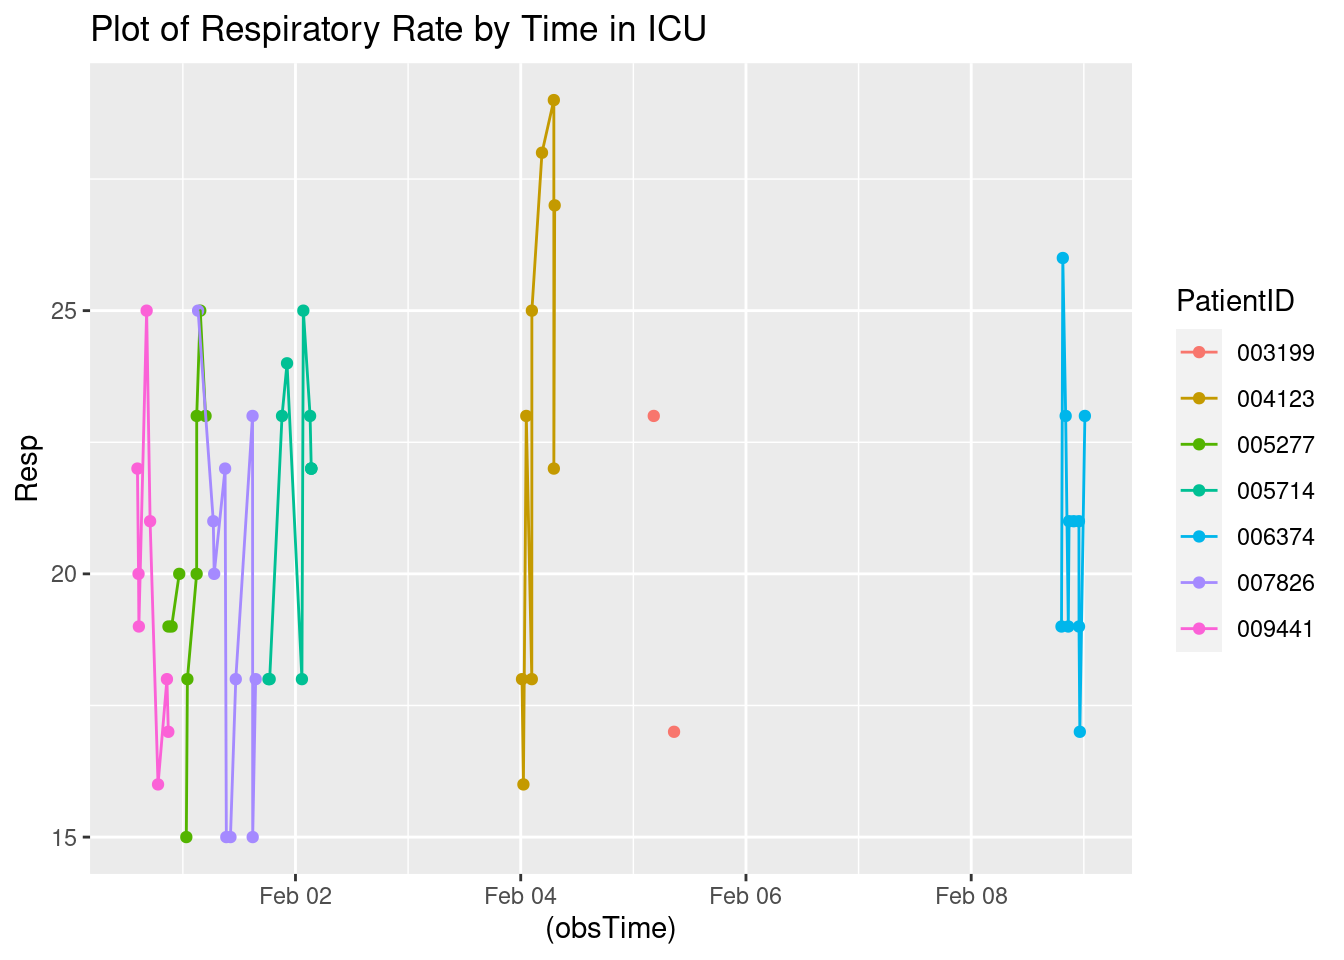 Plot of Respiratory Rate by Time in ICU
Resp
25
20
15
Feb 02
Feb 04
Feb 06
Feb 08
(obsTime)
PatientID
003199
004123
005277
005714
006374
007826
009441